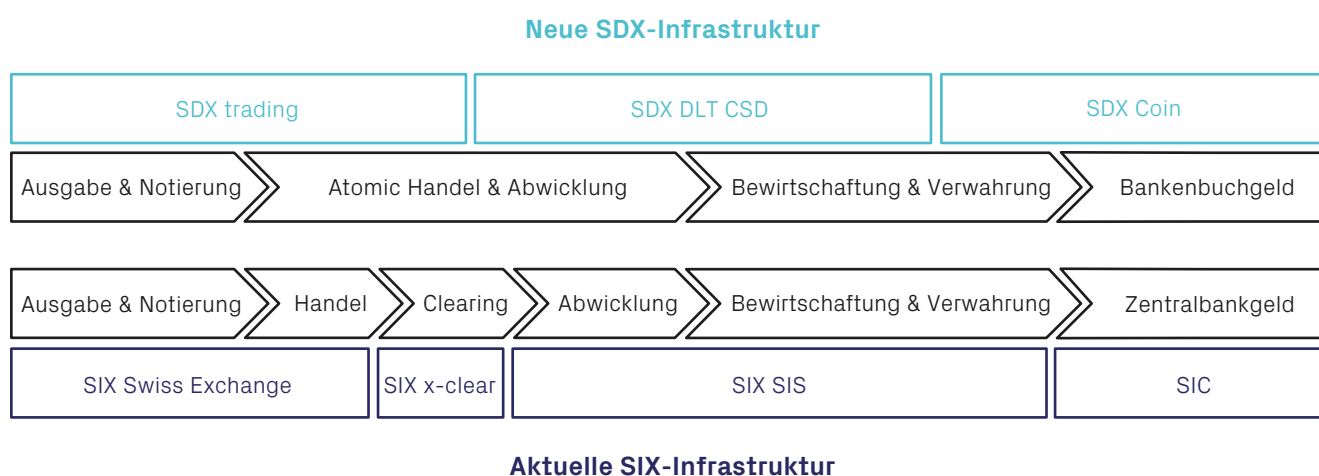 Neue SDX-Infrastruktur
SDX trading SDX DLT CSD SDX Coin
Ausgabe & Notierung Atomic Handel & Abwicklung Bewirtschaftung & Verwahrung Bankenbuchgeld
Ausgabe & Notierung Handel Clearing Abwicklung Bewirtschaftung & Verwahrung Zentralbankgeld
SIX Swiss Exchange SIX x-clear SIX SIS SIC
Aktuelle SIX-Infrastruktur